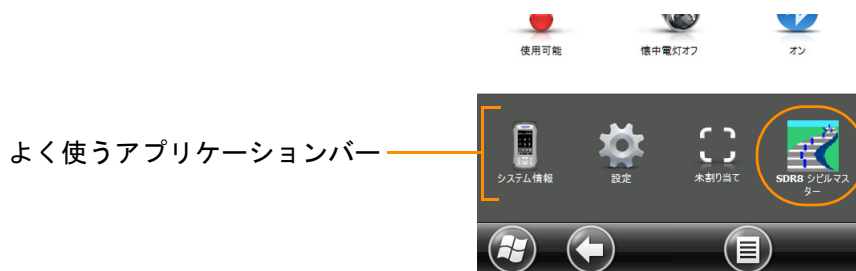 使用可能
懐中電灯オフ
オン
よく使うアプリケーションバー
システム情報
設定
未割り当て
SDR8 シビルマス
ター